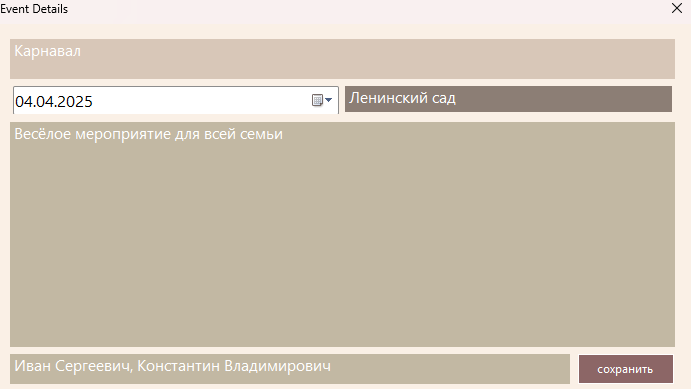 Event Details
Карнавал
04.04.2025
Ленинский сад
Весёлое мероприятие для всей семьи
Иван Сергеевич, Константин Владимирович
сохранить